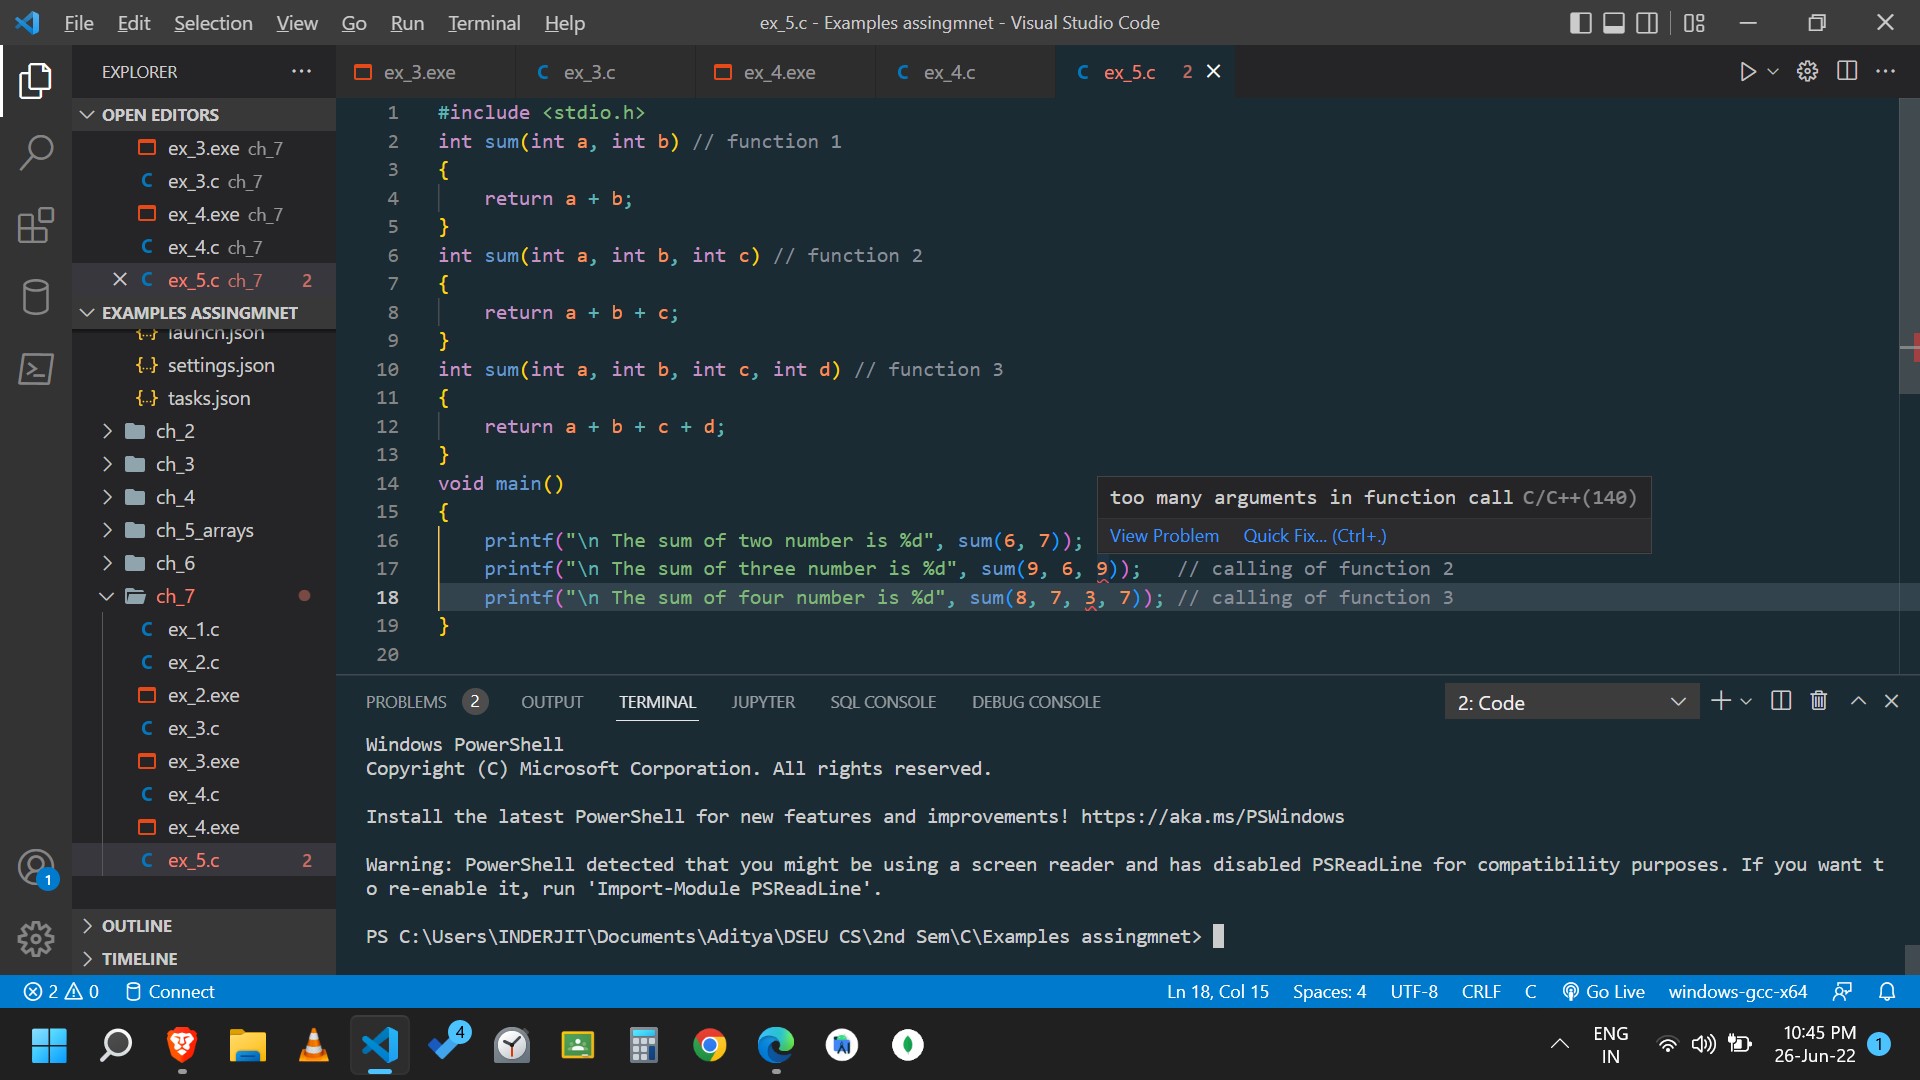 File Edit Selection View Go Run Terminal Help
ex_5.c - Examples assingmnet - Visual Studio Code
EXPLORER
ex_3.exe
ex_3.c
ex_4.exe
ex_4.c
ex_5.c 2
OPEN EDITORS
ex_3.exe ch_7
ex_3.c ch_7
ex_4.exe ch_7
ex_4.c ch_7
ex_5.c ch_7 2
EXAMPLES ASSINGMNET
launch.json
settings.json
tasks.json
ch_2
ch_3
ch_4
ch_5_arrays
ch_6
ch_7
ex_1.c
ex_2.c
ex_2.exe
ex_3.c
ex_3.exe
ex_4.c
ex_4.exe
ex_5.c 2
OUTLINE
TIMELINE
1 #include <stdio.h>
2 int sum(int a, int b) // function 1
3 {
4 return a + b;
5 }
6 int sum(int a, int b, int c) // function 2
7 {
8 return a + b + c;
9 }
10 int sum(int a, int b, int c, int d) // function 3
11 {
12 return a + b + c + d;
13 }
14 void main()
15 {
16 printf("\n The sum of two number is %d", sum(6, 7));
17 printf("\n The sum of three number is %d", sum(9, 6, 9)); // calling of function 2
18 printf("\n The sum of four number is %d", sum(8, 7, 3, 7)); // calling of function 3
19 }
20
too many arguments in function call C/C++(140)
View Problem Quick Fix... (Ctrl+.)
PROBLEMS 2 OUTPUT TERMINAL JUPYTER SQL CONSOLE DEBUG CONSOLE
2: Code
Windows PowerShell
Copyright (C) Microsoft Corporation. All rights reserved.
Install the latest PowerShell for new features and improvements! https://aka.ms/PSWindows
Warning: PowerShell detected that you might be using a screen reader and has disabled PSReadLine for compatibility purposes. If you want t
o re-enable it, run 'Import-Module PSReadLine'.
PS C:\Users\INDERJIT\Documents\Aditya\DSEU CS\2nd Sem\C\Examples assingmnet>
1
2 0 Connect
Ln 18, Col 15 Spaces: 4 UTF-8 CRLF C Go Live windows-gcc-x64
4
ENG
IN
10:45 PM
26-Jun-22
1